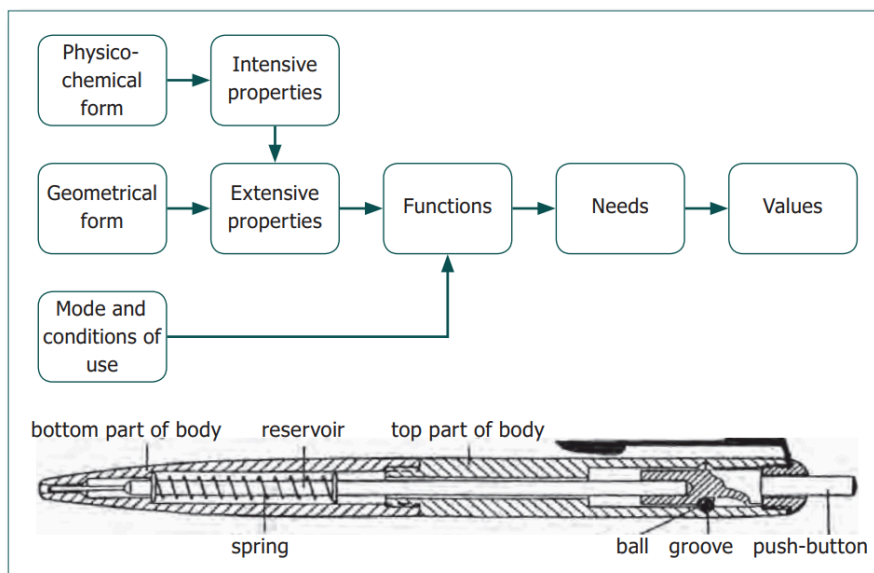 Physico-
chemical
form
Intensive
properties
Geometrical
form
Extensive
properties
Functions
Needs
Values
Mode and
conditions of
use
bottom part of body
reservoir
top part of body
spring
ball
groove
push-button